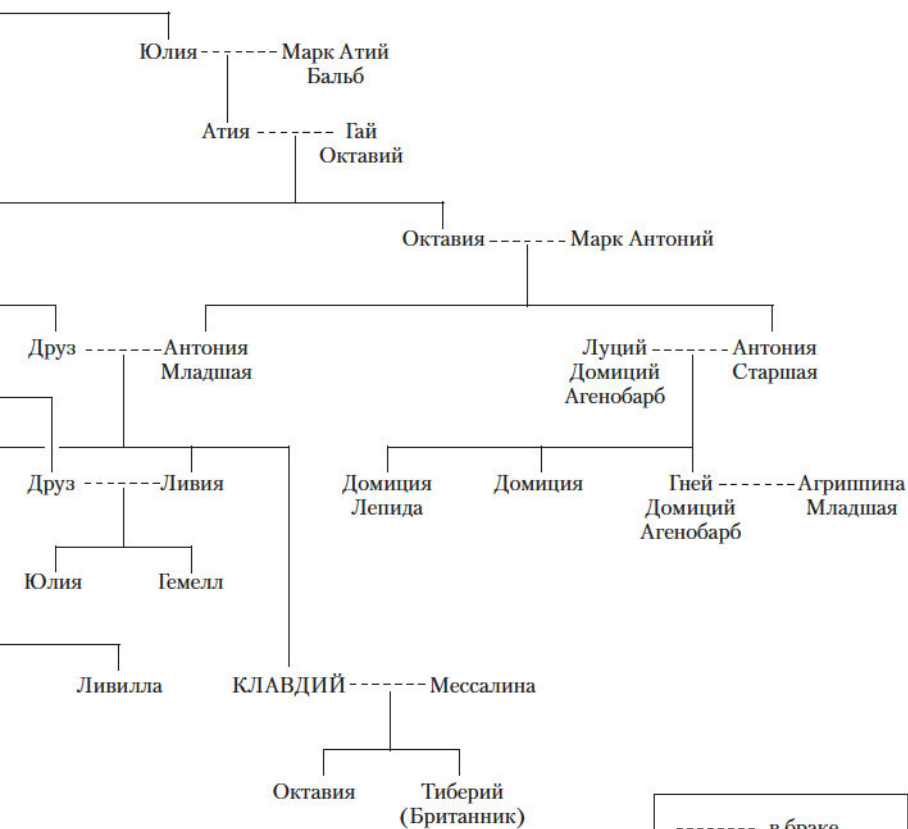 Юлия Марк Атий
Бальб
Атия Гай
Октавий
Октавия Марк Антоний
Друз Антония
Младшая
Луций
Домиций
Агенобарб
Антония
Старшая
Друз Ливия
Домиция
Лепида
Домиция
Гней
Домиций
Агенобарб
Агриппина
Младшая
Юлия Гемелл
Ливилла
КЛАВДИЙ Мессалина
Октавия
Тиберий
(Британник)
в браке